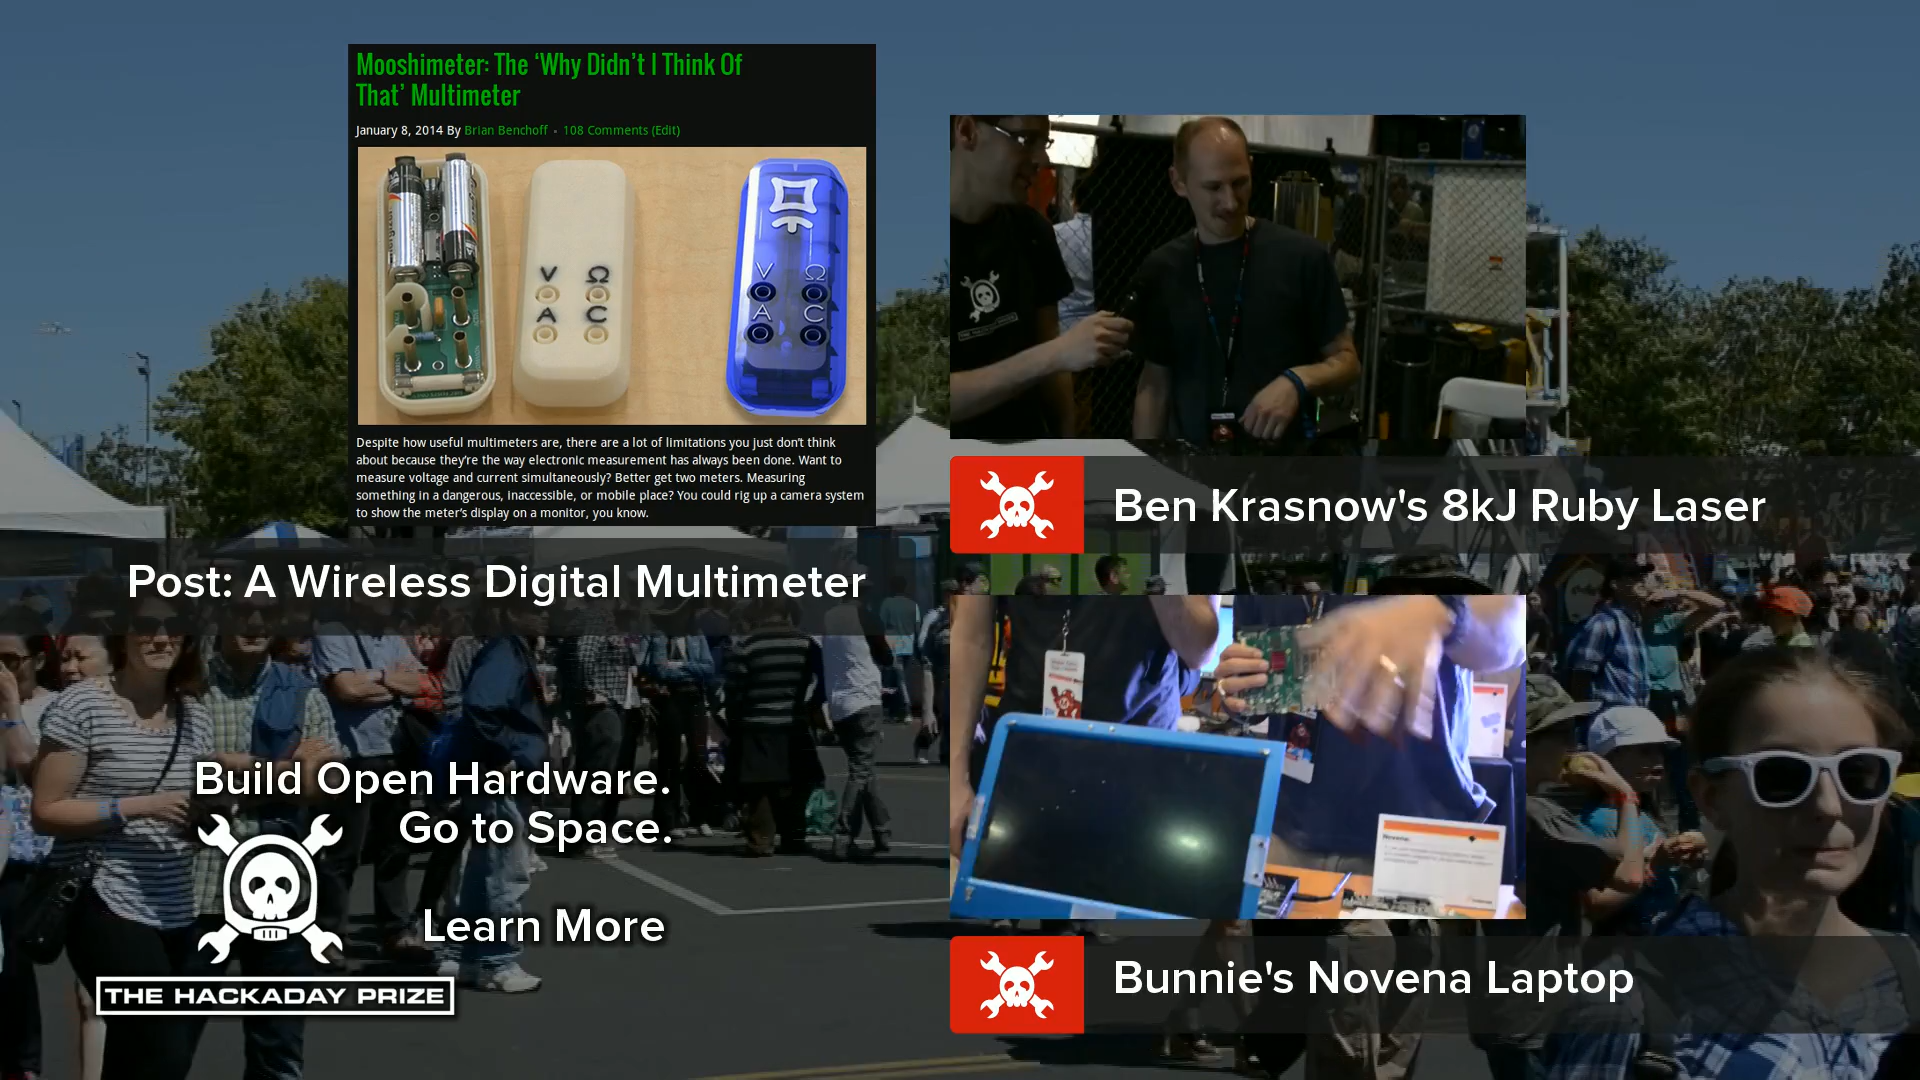 Mooshimeter: The ‘Why Didn’t I Think Of
That’ Multimeter
January 8, 2014 By Brian Benchoff • 108 Comments (Edit)
V Ω
A C
V Ω
A C
Despite how useful multimeters are, there are a lot of limitations you just don’t think
about because they’re the way electronic measurement has always been done. Want to
measure voltage and current simultaneously? Better get two meters. Measuring
something in a dangerous, inaccessible, or mobile place? You could rig up a camera system
to show the meter’s display on a monitor, you know.
Post: A Wireless Digital Multimeter
Build Open Hardware.
Go to Space.
Learn More
THE HACKADAY PRIZE
Ben Krasnow's 8kJ Ruby Laser
Bunnie's Novena Laptop